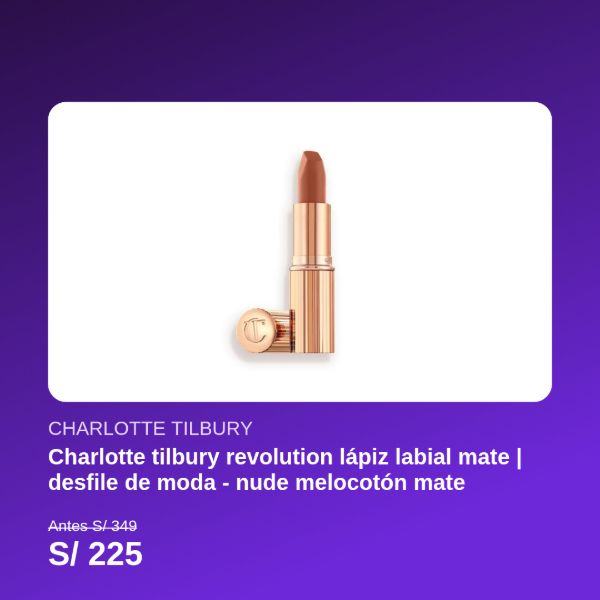 CHARLOTTE TILBURY
Charlotte tilbury revolution lápiz labial mate |
desfile de moda - nude melocotón mate
Antes S/ 349
S/ 225